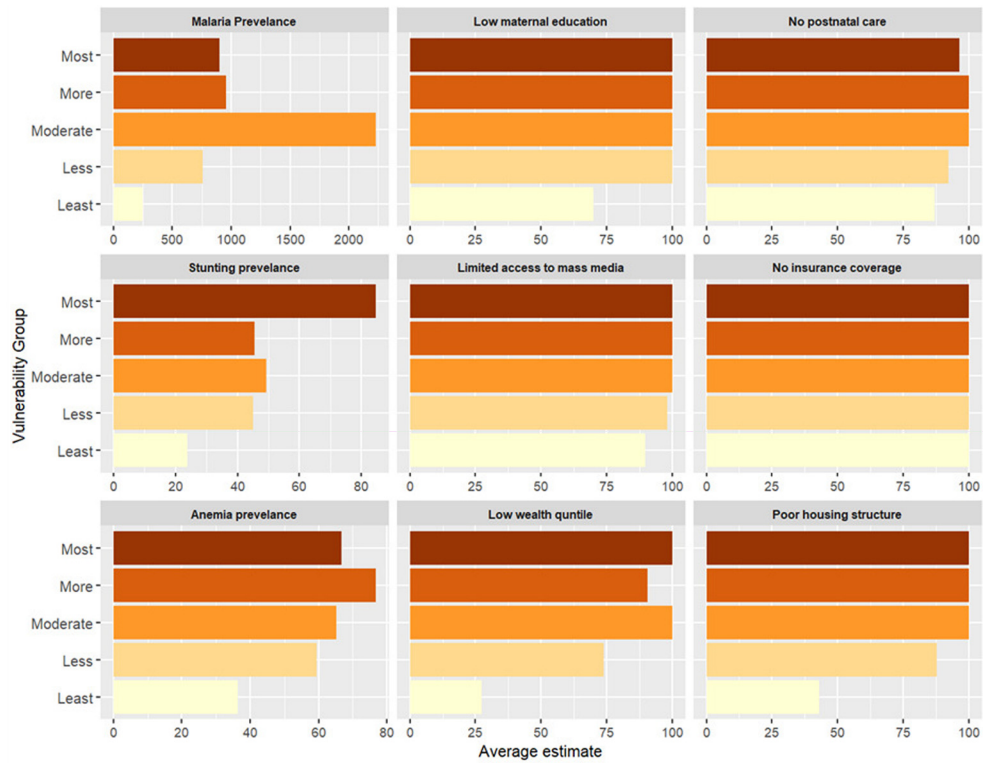 Malaria Prevelance
Low maternal education
No postnatal care
Most
More
Moderate
Less
Least
0 500 1000 1500 2000
0 25 50 75 100
0 25 50 75 100
Stunting prevelance
Limited access to mass media
No insurance coverage
Vulnerability Group
Most
More
Moderate
Less
Least
0 20 40 60 80
0 25 50 75 100
0 25 50 75 100
Anemia prevelance
Low wealth quntile
Poor housing structure
Most
More
Moderate
Less
Least
0 20 40 60 80
0 25 50 75 100
0 25 50 75 100
Average estimate